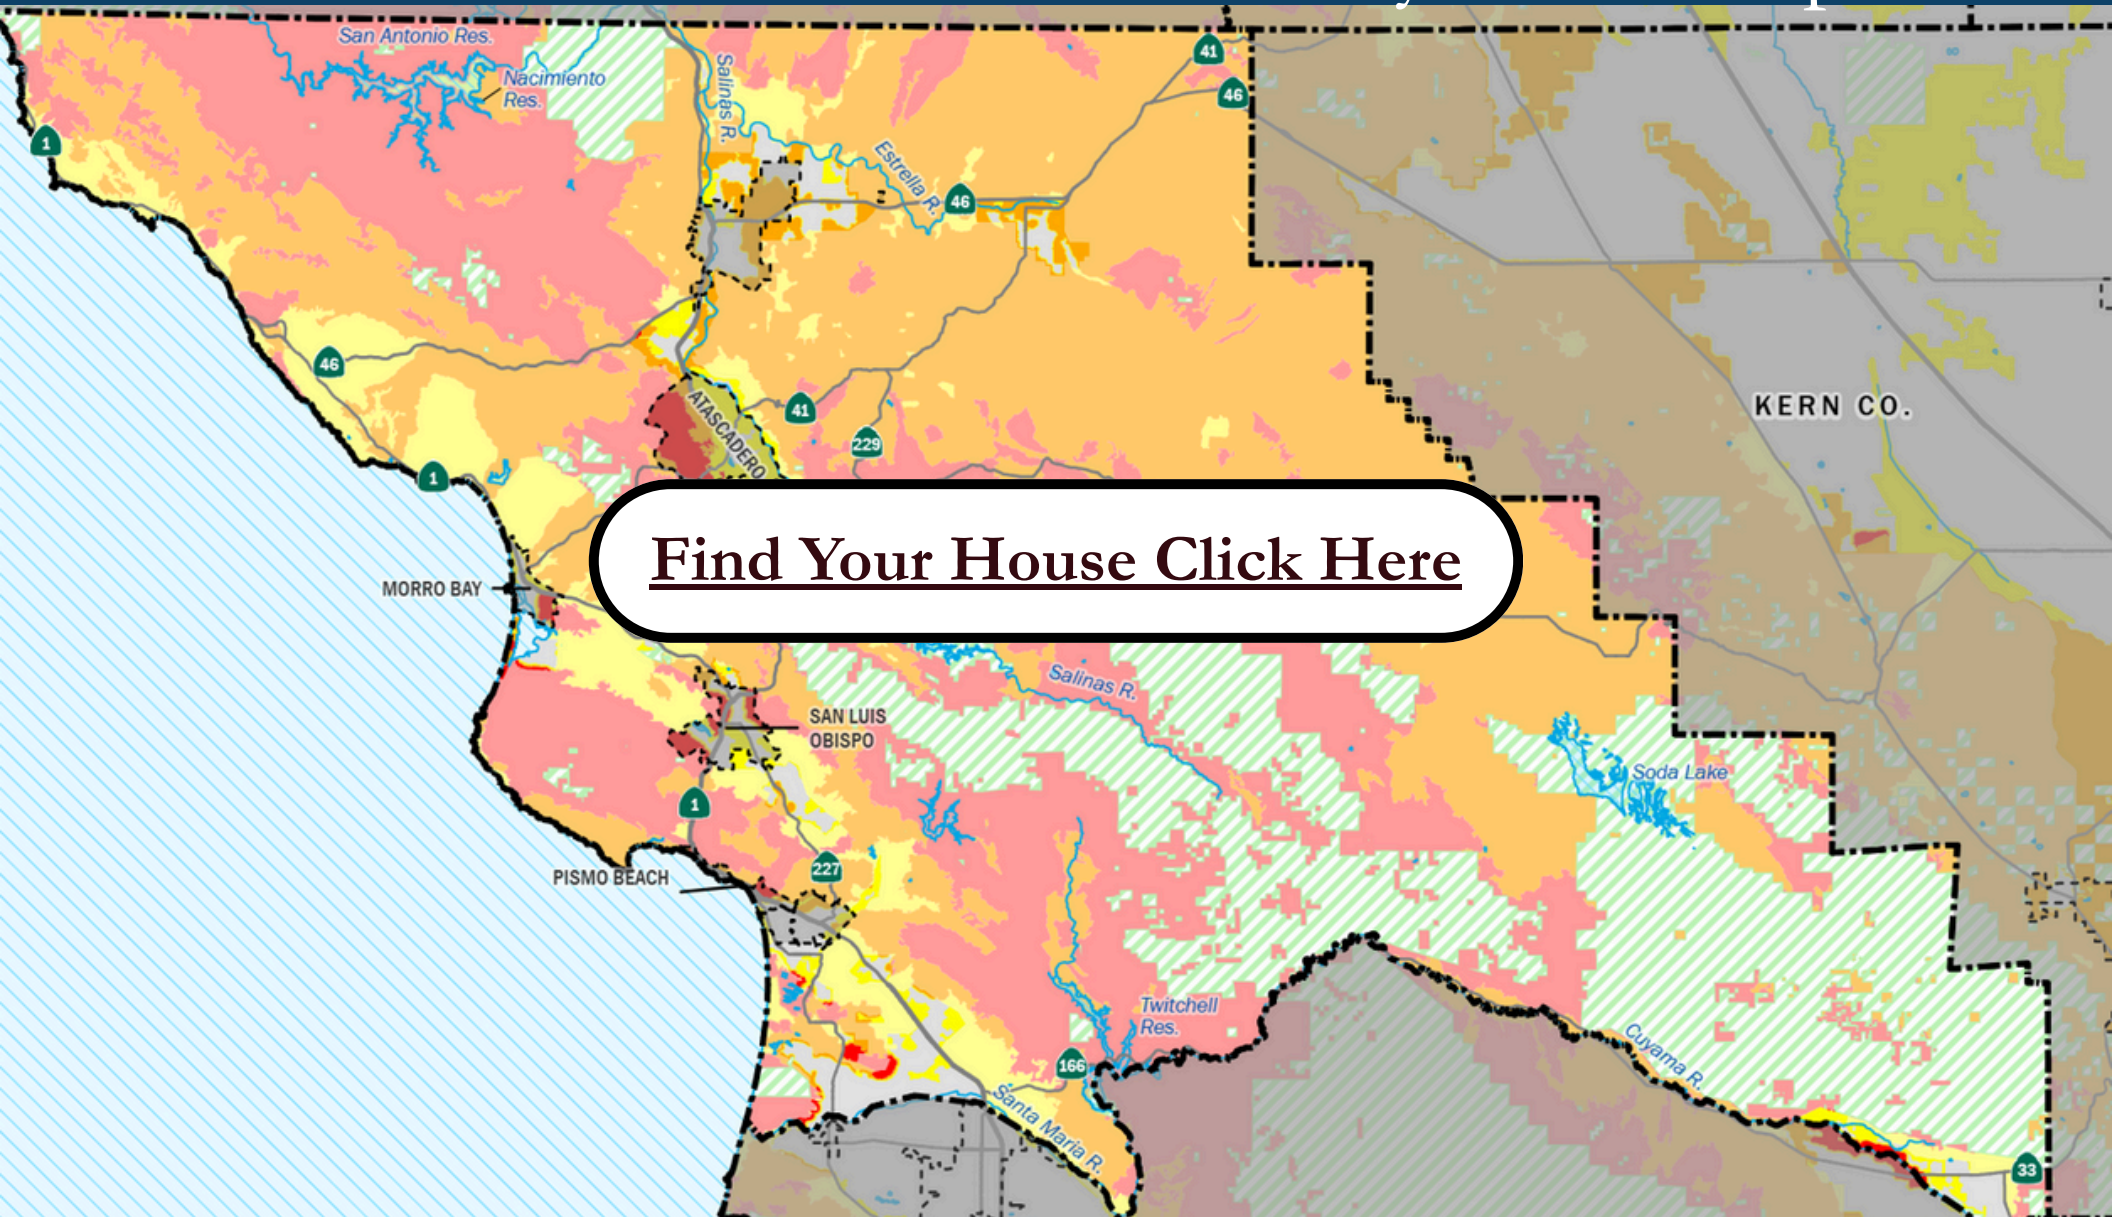 San Antonio Res.
Nacimiento
Res.
Salinas R.
41
46
1
Estrella R.
46
46
KERN CO.
ATASCADERO
41
229
1
Find Your House Click Here
MORRO BAY
Salinas R.
SAN LUIS
OBISPO
Soda Lake
1
227
PISMO BEACH
Twitchell
Res.
166
Cuyama R.
Santa Maria R.
33